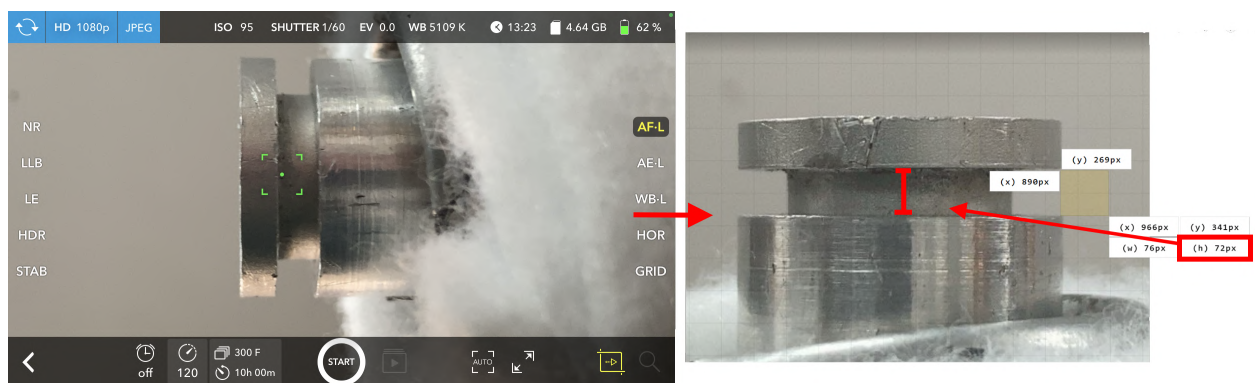 HD 1080p JPEG ISO 95 SHUTTER 1/60 EV 0.0 WB 5109 K 13:23 4.64 GB 62 %
NR
LLB
LE
HDR
STAB
AF·L
AE·L
WB·L
HOR
GRID
off
120
300 F
10h 00m
START
AUTO
(y) 269px
(x) 890px
(x) 966px (y) 341px
(w) 76px (h) 72px